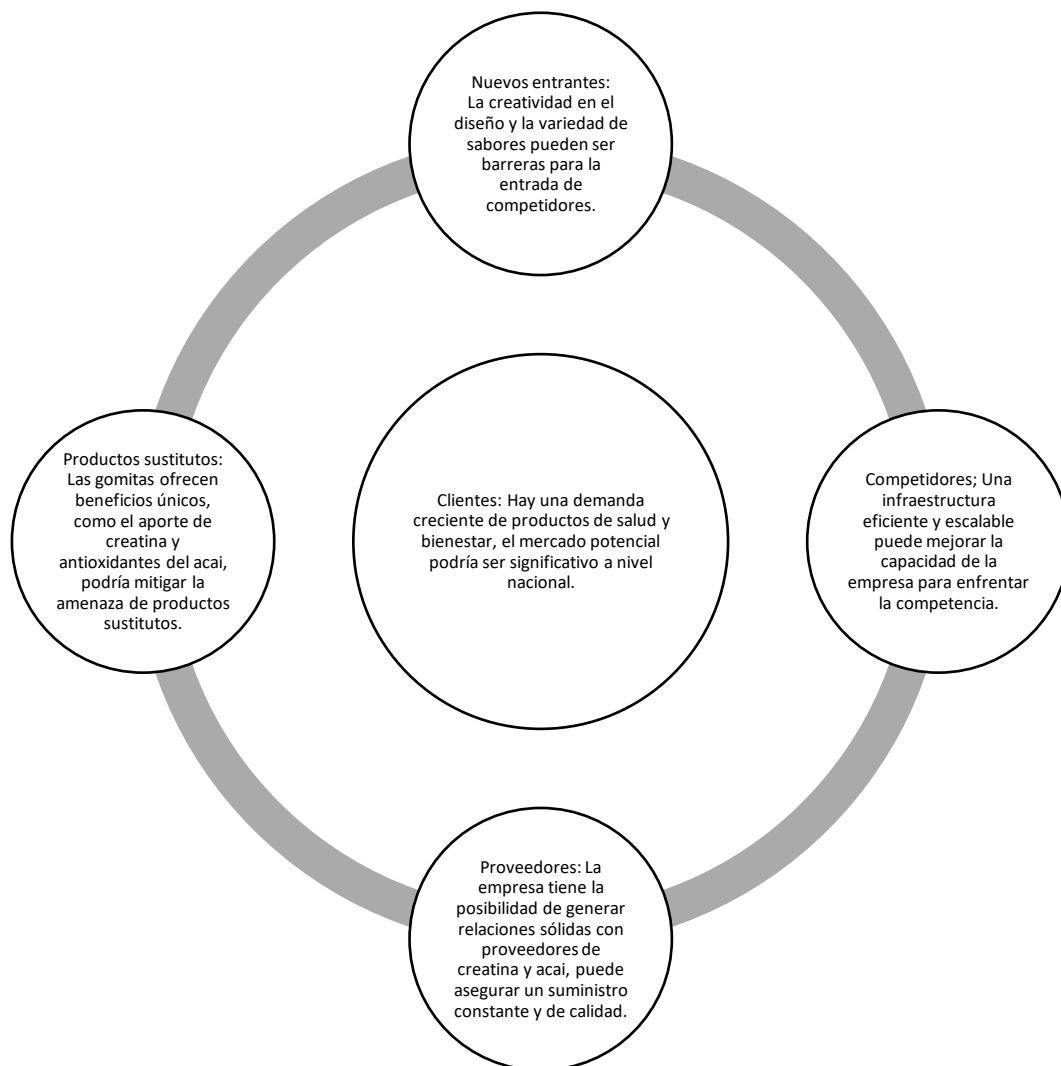 Nuevos entrantes:
La creatividad en el
diseño y la variedad de
sabores pueden ser
barreras para la
entrada de
competidores.
Productos sustitutos:
Las gomitas ofrecen
beneficios únicos,
como el aporte de
creatina y
antioxidantes del acai,
podría mitigar la
amenaza de productos
sustitutos.
Clientes: Hay una demanda
creciente de productos de salud y
bienestar, el mercado potencial
podría ser significativo a nivel
nacional.
Competidores; Una
infraestructura
eficiente y escalable
puede mejorar la
capacidad de la
empresa para enfrentar
la competencia.
Proveedores: La
empresa tiene la
posibilidad de generar
relaciones sólidas con
proveedores de
creatina y acai, puede
asegurar un suministro
constante y de calidad.